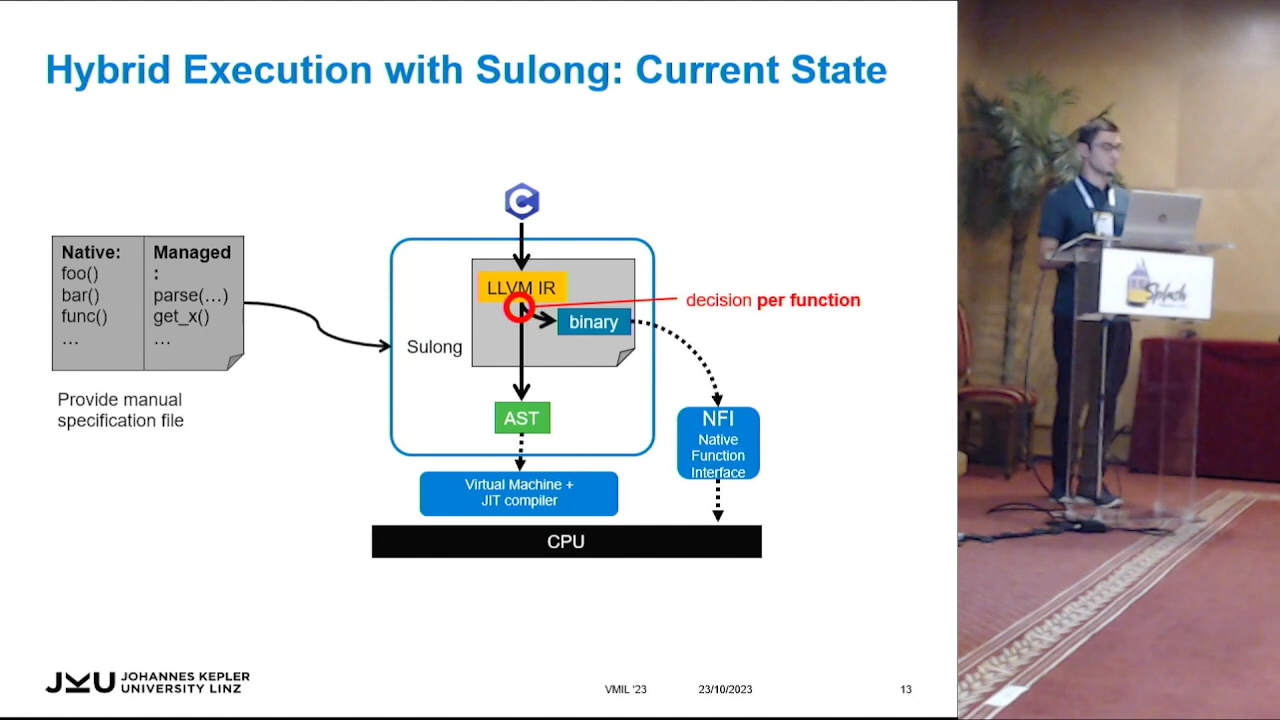 Hybrid Execution with Sulong: Current State
Native:
foo()
bar()
func()
...
Managed
:
parse(...)
get_x()
...
Provide manual
specification file
C
LLVM IR
binary
Sulong
AST
decision per function
NFI
Native
Function
Interface
Virtual Machine +
JIT compiler
CPU
JKU JOHANNES KEPLER
UNIVERSITY LINZ
VMIL '23
23/10/2023
13
Splash